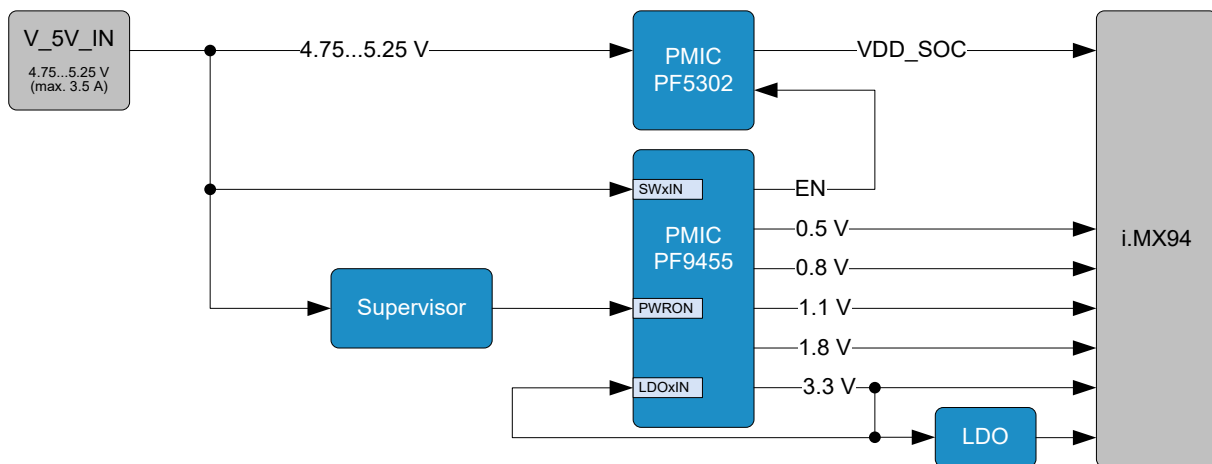 V_5V_IN
4.75...5.25 V
(max. 3.5 A)
4.75...5.25 V
PMIC
PF5302
VDD_SOC
SWxIN
EN
PMIC
PF9455
0.5 V
0.8 V
i.MX94
Supervisor
PWRON
1.1 V
1.8 V
LDOxIN
3.3 V
LDO